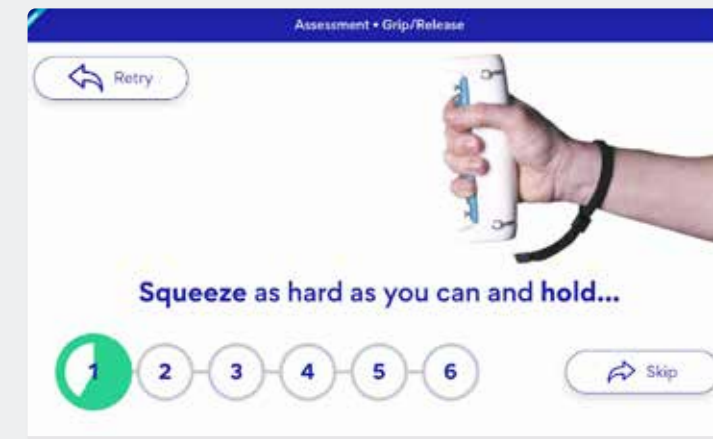 Assessment • Grip/Release
Retry
Squeeze as hard as you can and hold...
1 2 3 4 5 6
Skip